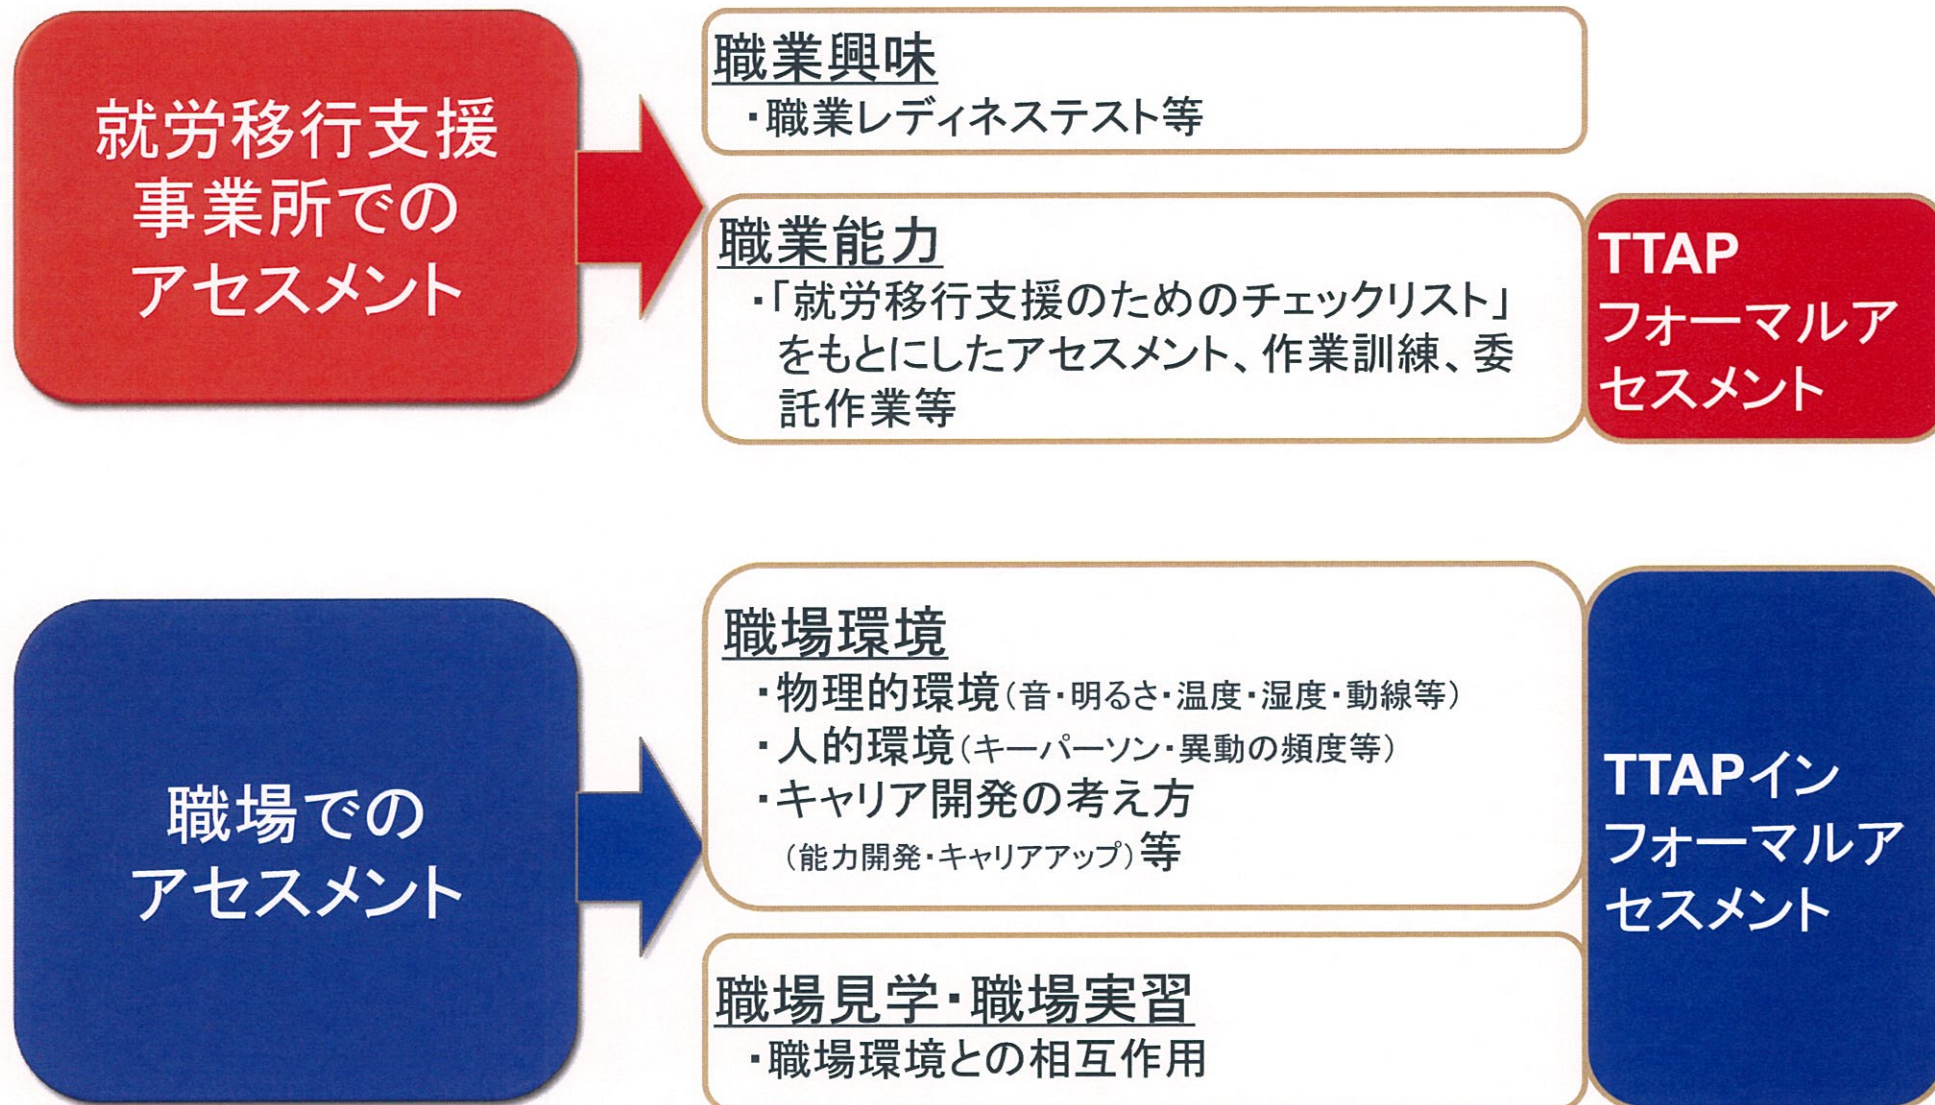 就労移行支援
事業所での
アセスメント
職業興味
・職業レディネステスト等
職業能力
・「就労移行支援のためのチェックリスト」
をもとにしたアセスメント、作業訓練、委
託作業等
TTAP
フォーマルア
セスメント
職場での
アセスメント
職場環境
・物理的環境（音・明るさ・温度・湿度・動線等）
・人的環境（キーパーソン・異動の頻度等）
・キャリア開発の考え方
（能力開発・キャリアアップ）等
職場見学・職場実習
・職場環境との相互作用
TTAPイン
フォーマルア
セスメント